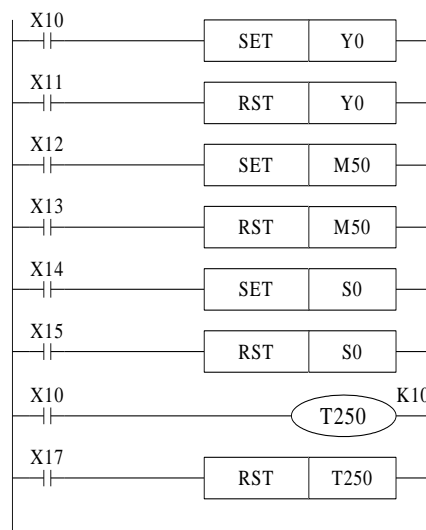 X10
SET Y0
X11
RST Y0
X12
SET M50
X13
RST M50
X14
SET S0
X15
RST S0
X10 K10
T250
X17
RST T250